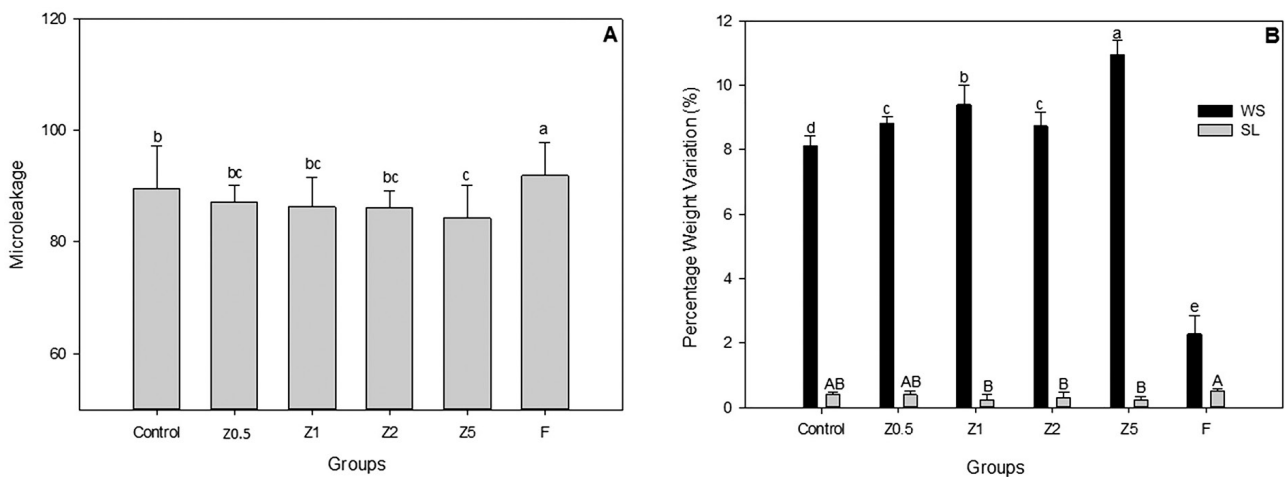 A
120
100
80
60
Microleakage
b
bc
bc
bc
c
a
Control Z0.5 Z1 Z2 Z5 F
Groups
B
12
10
8
6
4
2
0
Percentage Weight Variation (%)
WS
SL
d
c
b
c
a
e
AB
AB
B
B
B
A
Control Z0.5 Z1 Z2 Z5 F
Groups